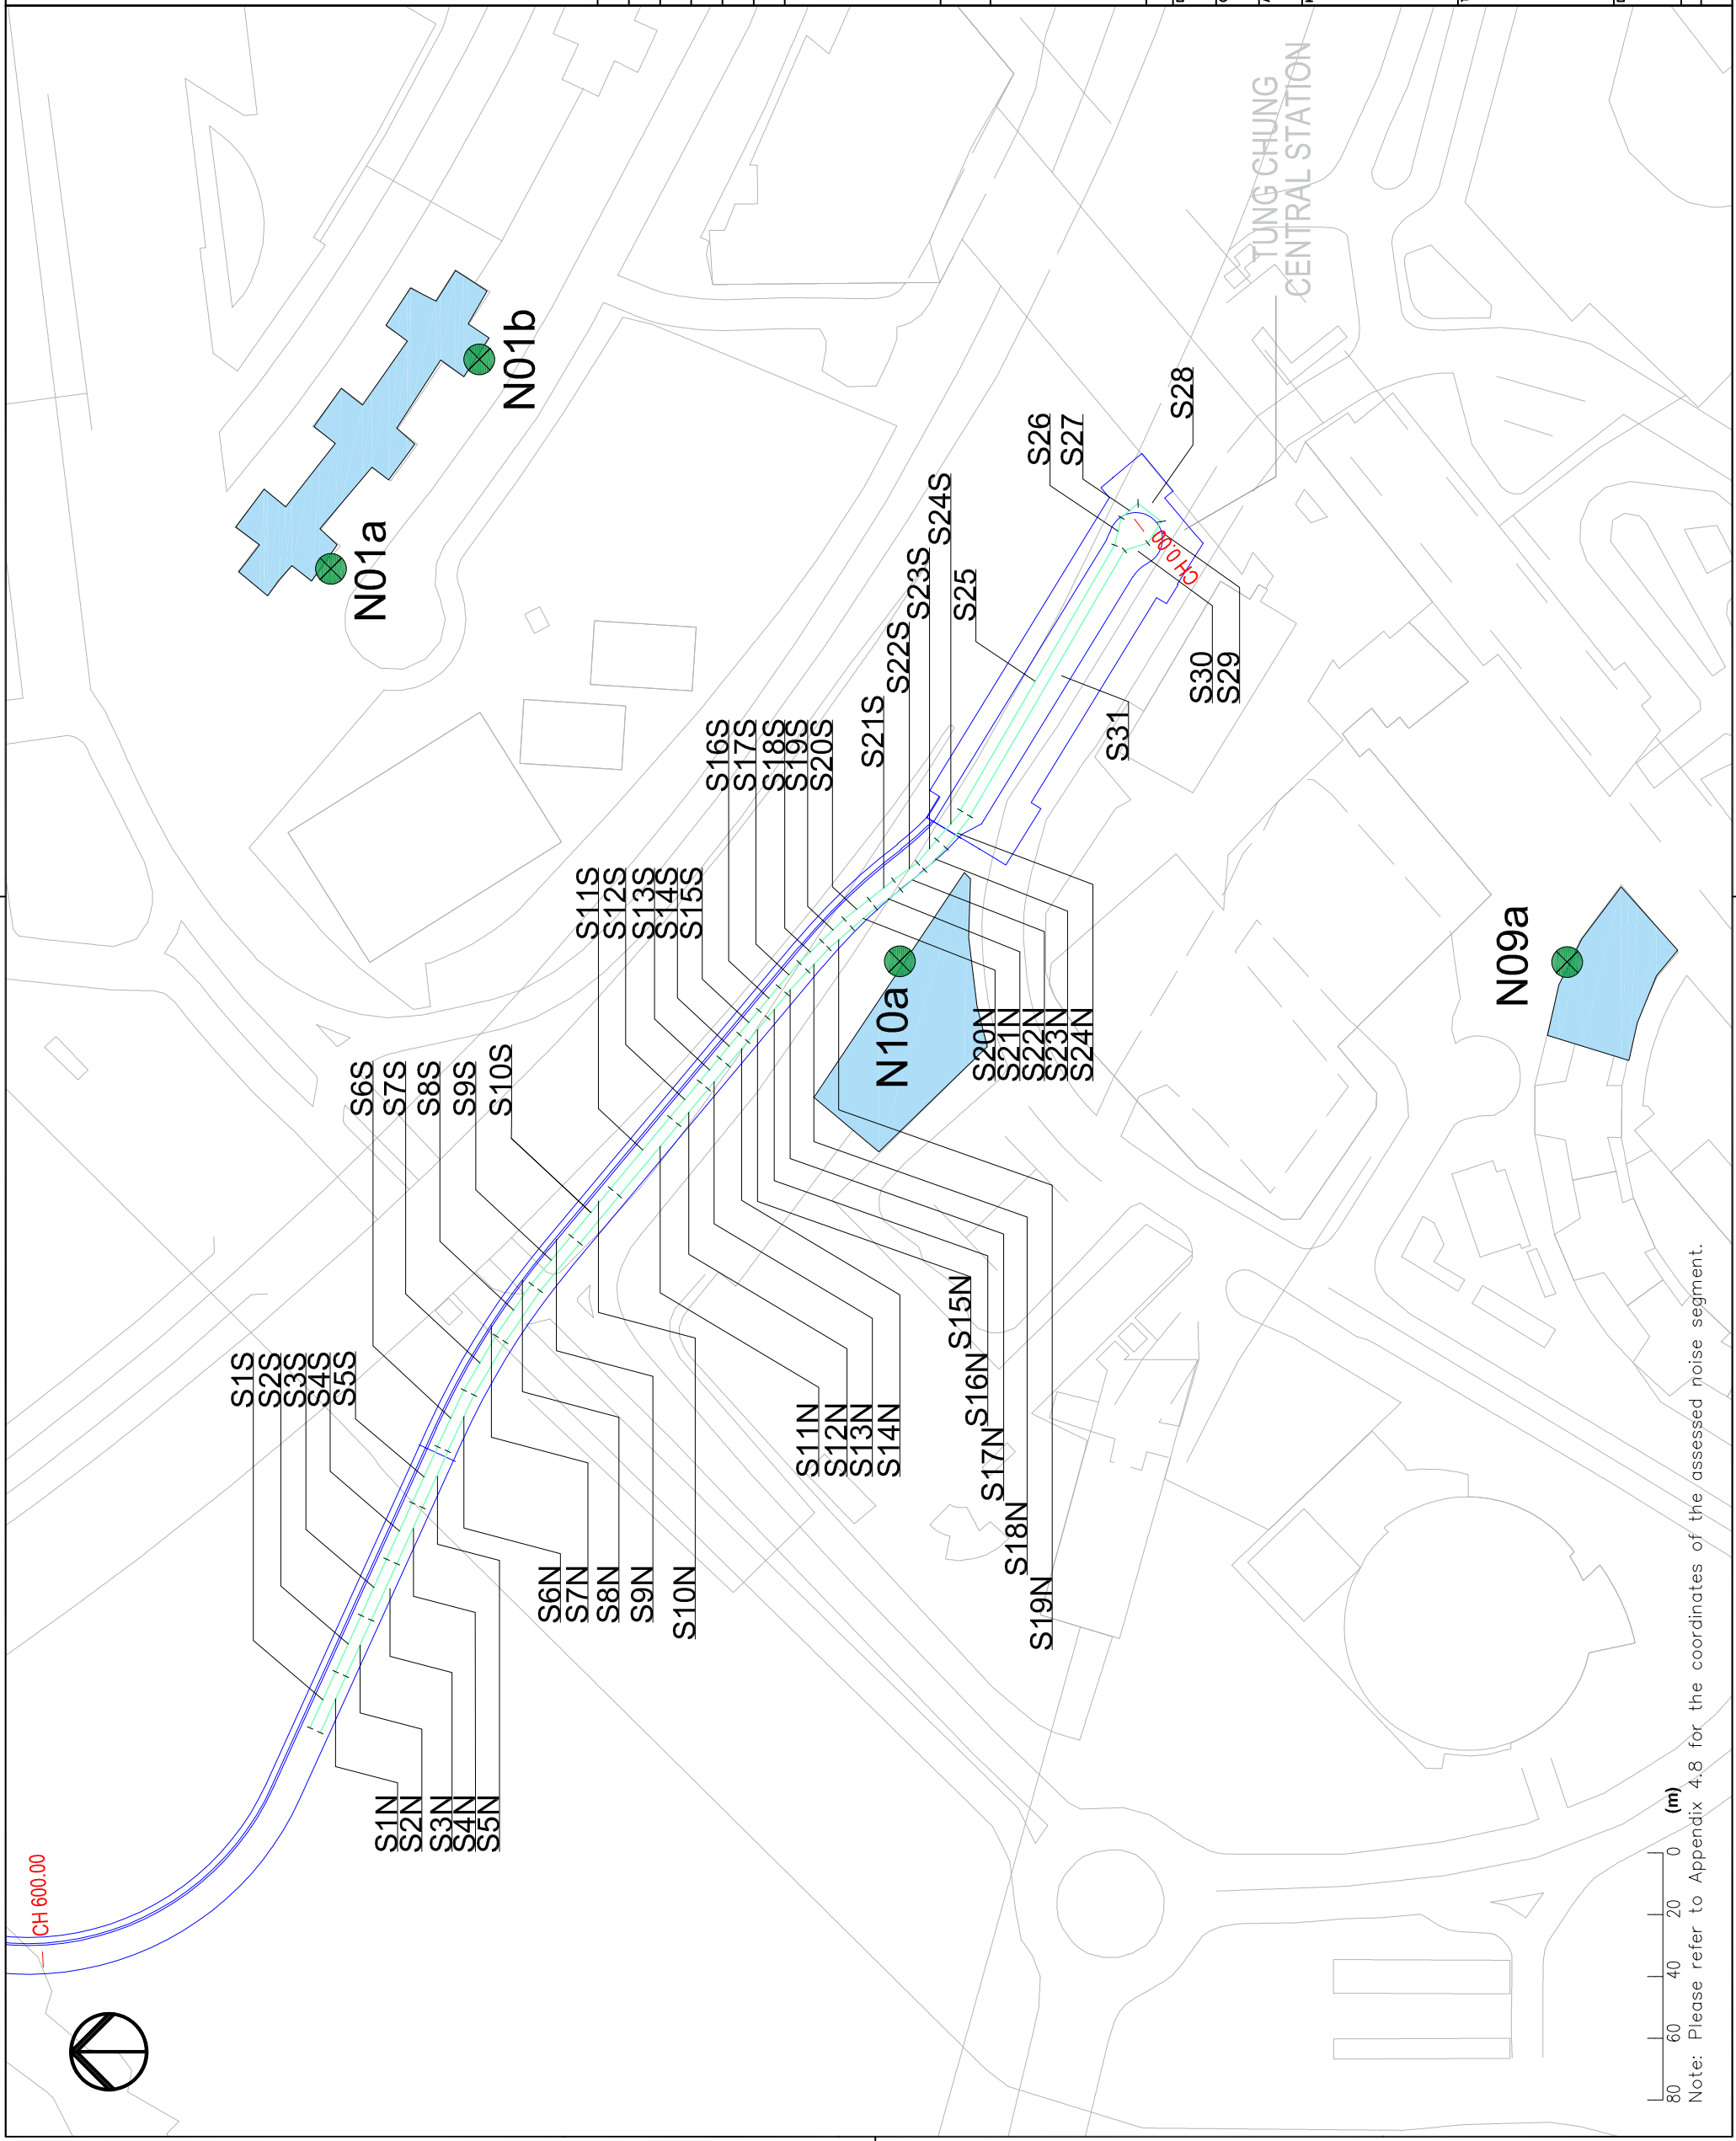 CH 600.00
N01a
N01b
TUNG CHUNG
CENTRAL STATION
S1S
S2S
S3S
S4S
S5S
S6S
S7S
S8S
S9S
S10S
S11S
S12S
S13S
S14S
S15S
S16S
S17S
S18S
S19S
S20S
S21S
S22S
S23S
S24S
S25
S26
S27
S28
CH 0.00
S30
S29
S31
S1N
S2N
S3N
S4N
S5N
S6N
S7N
S8N
S9N
S10N
S11N
S12N
S13N
S14N
S15N
S16N
S17N
S18N
S19N
N10a
S20N
S21N
S22N
S23N
S24N
N09a
80 60 40 20 0 (m)
Note: Please refer to Appendix 4.8 for the coordinates of the assessed noise segment.